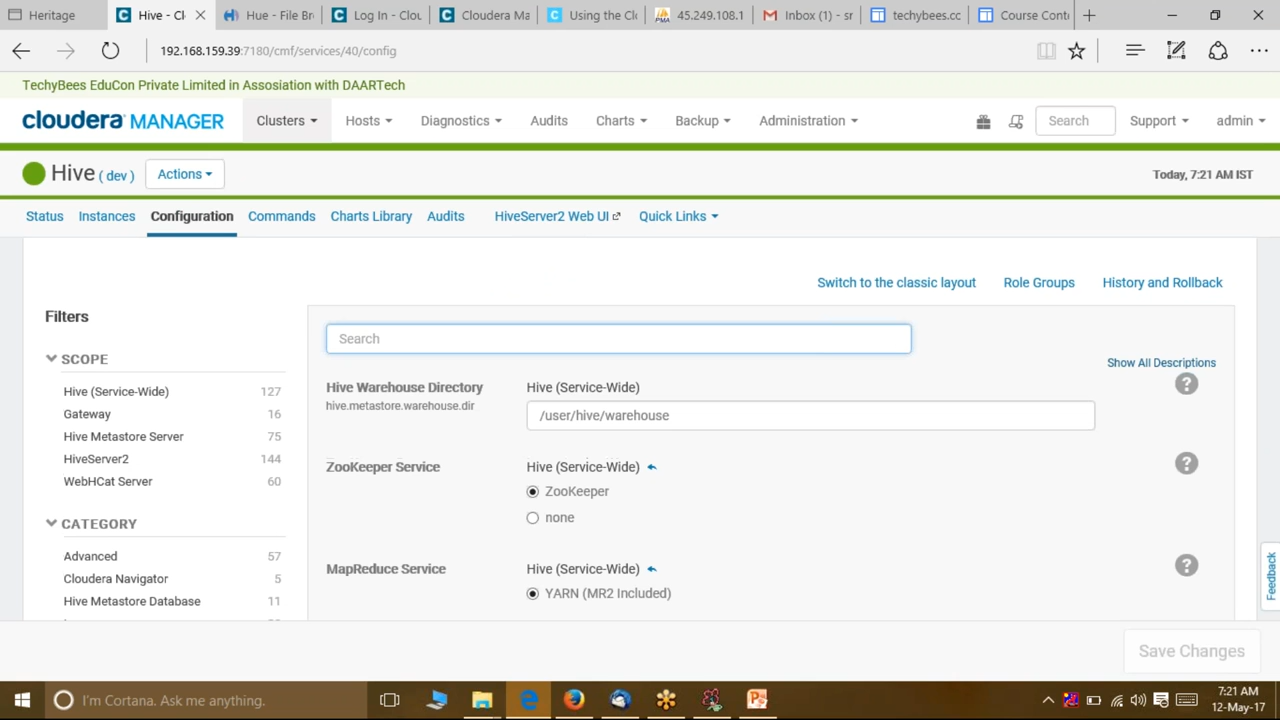 Heritage
Hive - Cl
Hue - File Br
Log In - Clou
Cloudera Ma
Using the Clo
45.249.108.1
Inbox (1) - sr
techybees.cc
Course Conte
192.168.159.39:7180/cmf/services/40/config
TechyBees EduCon Private Limited in Assosiation with DAARTech
cloudera MANAGER
Clusters
Hosts
Diagnostics
Audits
Charts
Backup
Administration
Search
Support
admin
Hive ( dev )
Actions
Today, 7:21 AM IST
Status
Instances
Configuration
Commands
Charts Library
Audits
HiveServer2 Web UI
Quick Links
Switch to the classic layout
Role Groups
History and Rollback
Filters
Search
Show All Descriptions
SCOPE
Hive (Service-Wide) 127
Gateway 16
Hive Metastore Server 75
HiveServer2 144
WebHCat Server 60
CATEGORY
Advanced 57
Cloudera Navigator 5
Hive Metastore Database 11
Hive Warehouse Directory
hive.metastore.warehouse.dir
Hive (Service-Wide)
/user/hive/warehouse
?
ZooKeeper Service
Hive (Service-Wide)
ZooKeeper
none
?
MapReduce Service
Hive (Service-Wide)
YARN (MR2 Included)
?
Feedback
Save Changes
I'm Cortana. Ask me anything.
7:21 AM
12-May-17